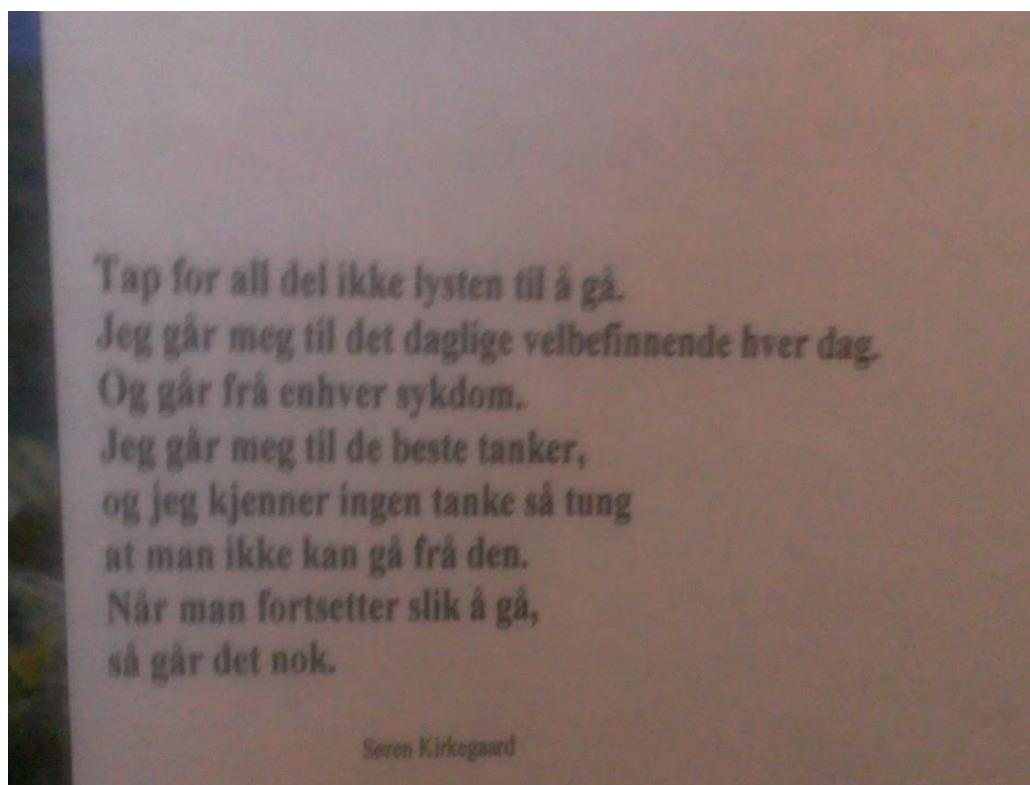 Tap for all del ikke lysten til å gå.
Jeg går meg til det daglige velbefinnende hver dag.
Og går frå enhver sykdom.
Jeg går meg til de beste tanker,
og jeg kjenner ingen tanke så tung
at man ikke kan gå frå den.
Når man fortsetter slik å gå,
så går det nok.
Søren Kirkegaard